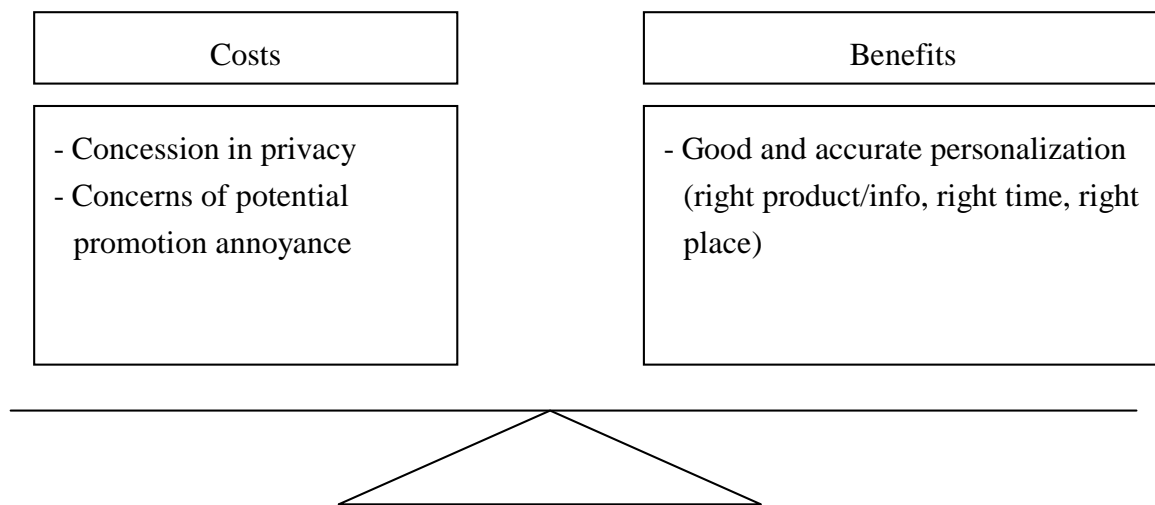 Costs
- Concession in privacy
- Concerns of potential
promotion annoyance
Benefits
- Good and accurate personalization
(right product/info, right time, right
place)